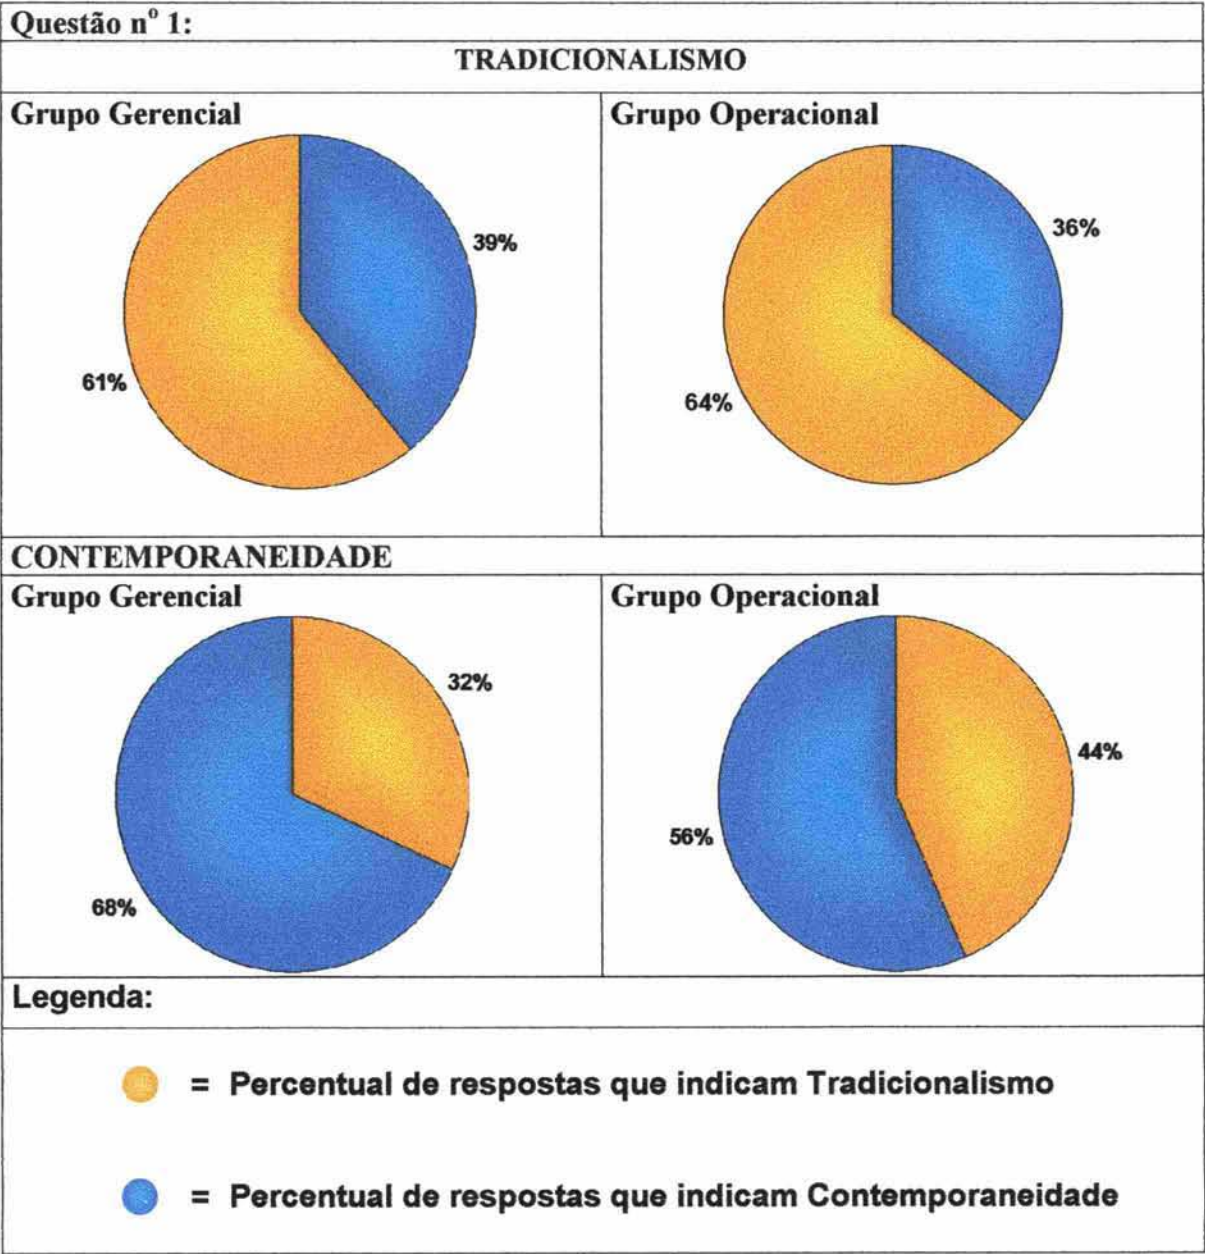 Questão nº 1:
TRADICIONALISMO
Grupo Gerencial
39%
61%
Grupo Operacional
36%
64%
CONTEMPORANEIDADE
Grupo Gerencial
32%
68%
Grupo Operacional
44%
56%
Legenda:
= Percentual de respostas que indicam Tradicionalismo
= Percentual de respostas que indicam Contemporaneidade